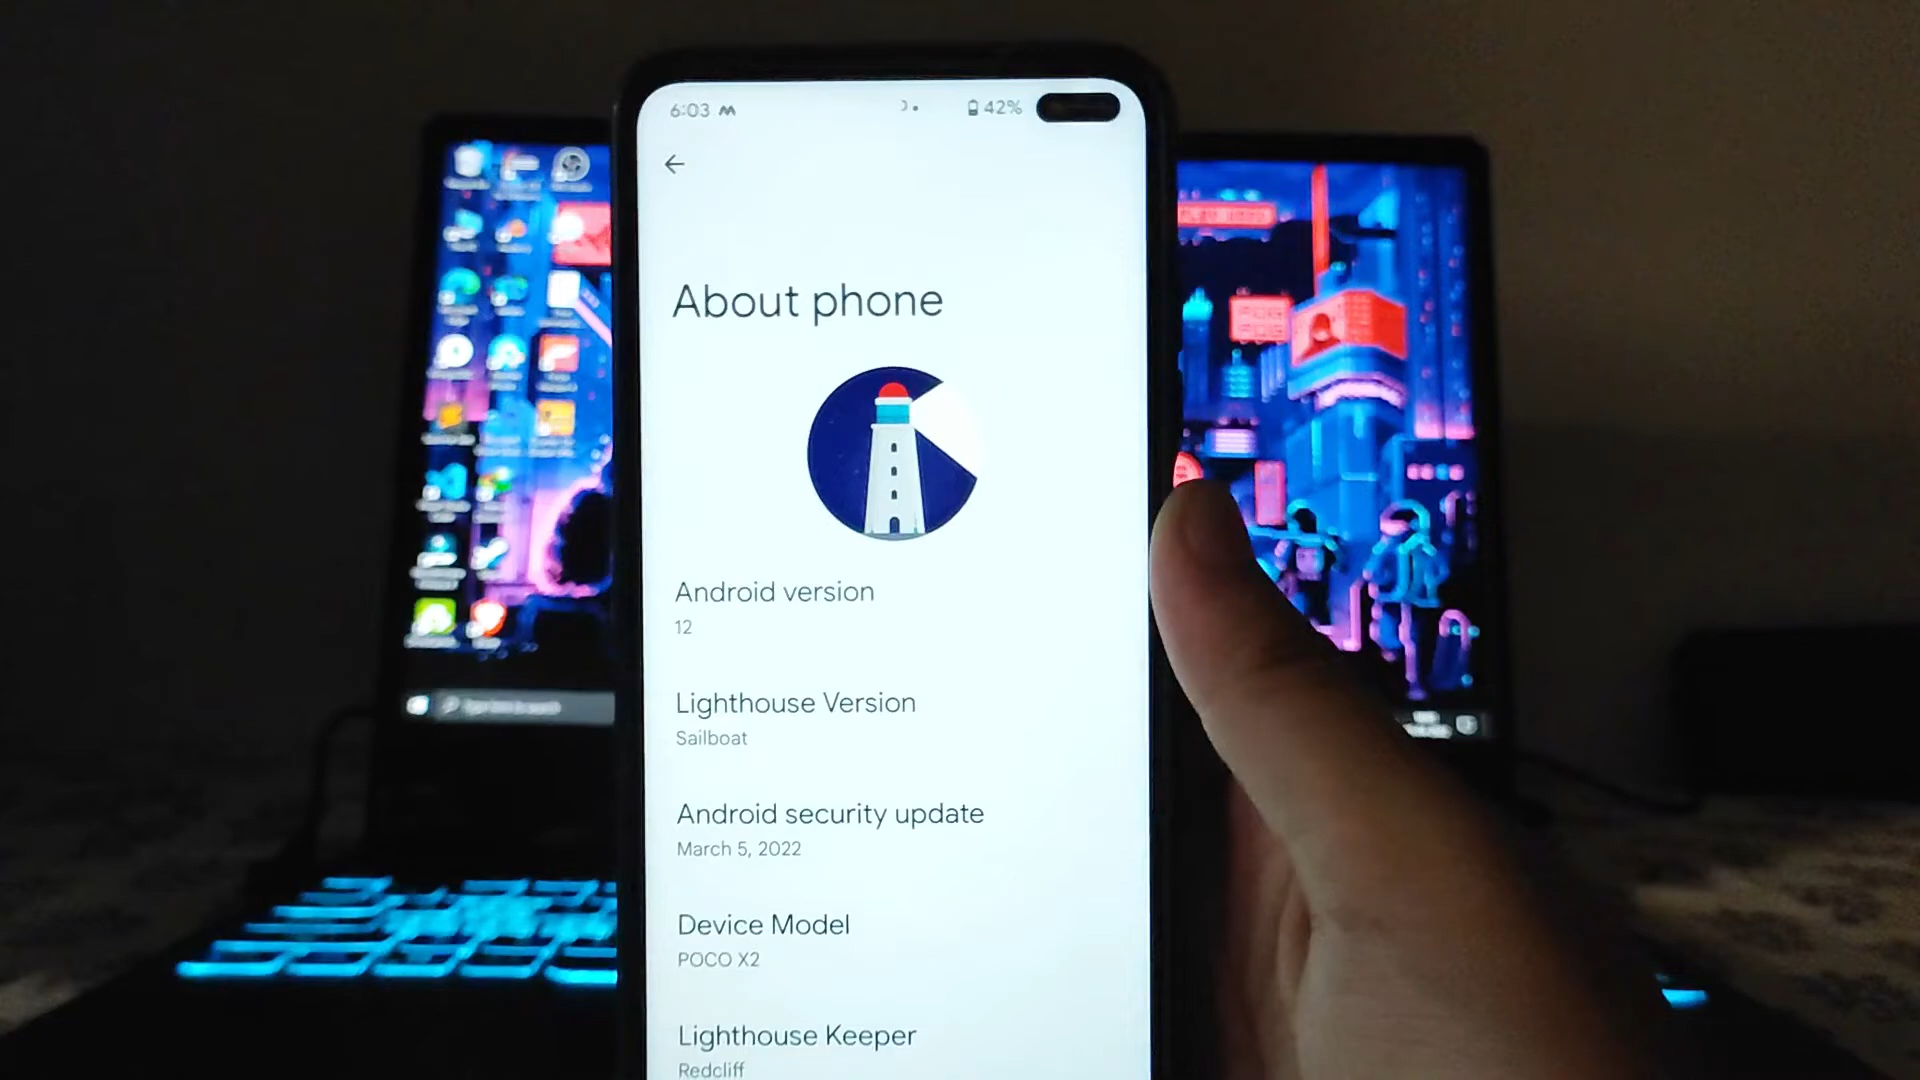 6:03
42%
About phone
Android version
12
Lighthouse Version
Sailboat
Android security update
March 5, 2022
Device Model
POCO X2
Lighthouse Keeper
Redcliff